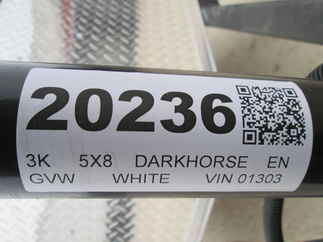 20236
3K 5X8 DARKHORSE EN
GVW WHITE VIN 01303